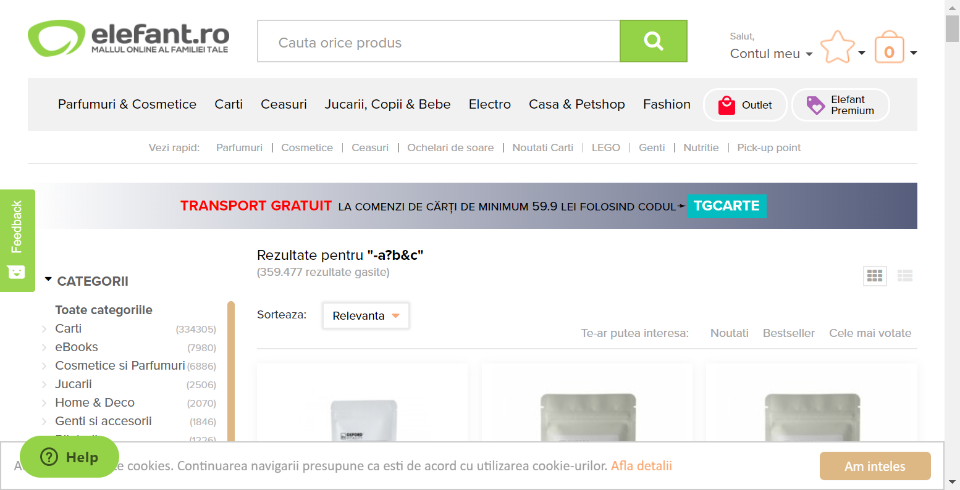 elefant.ro
MALLUL ONLINE AL FAMILIEI TALE
Cauta orice produs
Salut,
Contul meu
0
Parfumuri & Cosmetice Carti Ceasuri Jucarii, Copii & Bebe Electro Casa & Petshop Fashion Outlet Elefant Premium
Vezi rapid: Parfumuri | Cosmetice | Ceasuri | Ochelari de soare | Noutati Carti | LEGO | Genti | Nutritie | Pick-up point
TRANSPORT GRATUIT LA COMENZI DE CĂRȚI DE MINIMUM 59.9 LEI FOLOSIND CODUL TGCARTE
Feedback
Rezultate pentru "-a?b&c"
(359.477 rezultate gasite)
CATEGORII
Sorteaza: Relevanta
Te-ar putea interesa: Noutati Bestseller Cele mai votate
Toate categoriile
Carti (334305)
eBooks (7980)
Cosmetice si Parfumuri (6886)
Jucarii (2506)
Home & Deco (2070)
Genti si accesorii (1846)
Help
cookies. Continuarea navigarii presupune ca esti de acord cu utilizarea cookie-urilor. Afla detalii
Am inteles